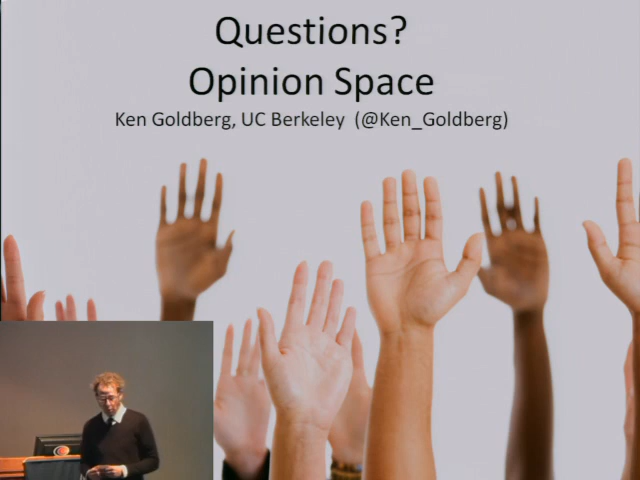 Questions?
Opinion Space
Ken Goldberg, UC Berkeley  (@Ken_Goldberg)